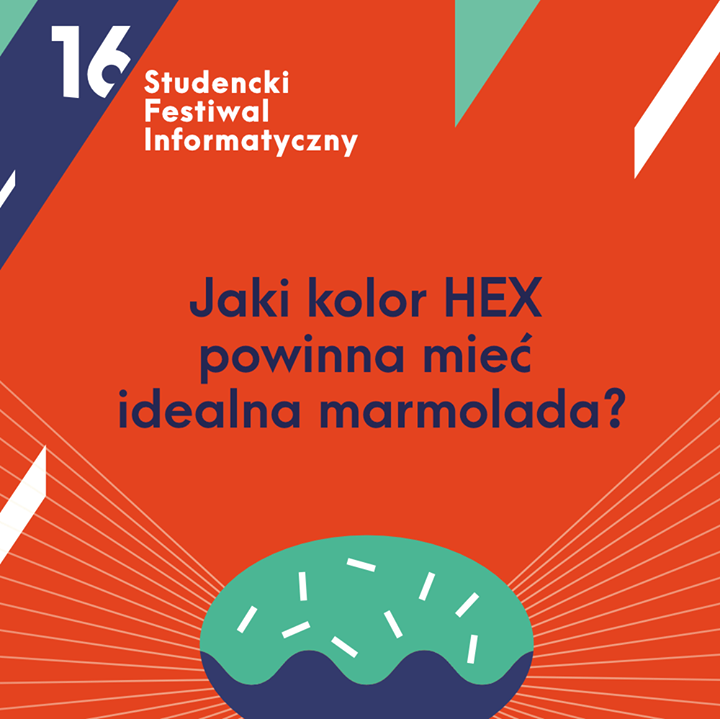 16
Studencki
Festiwal
Informatyczny
Jaki kolor HEX
powinna mieć
idealna marmolada?